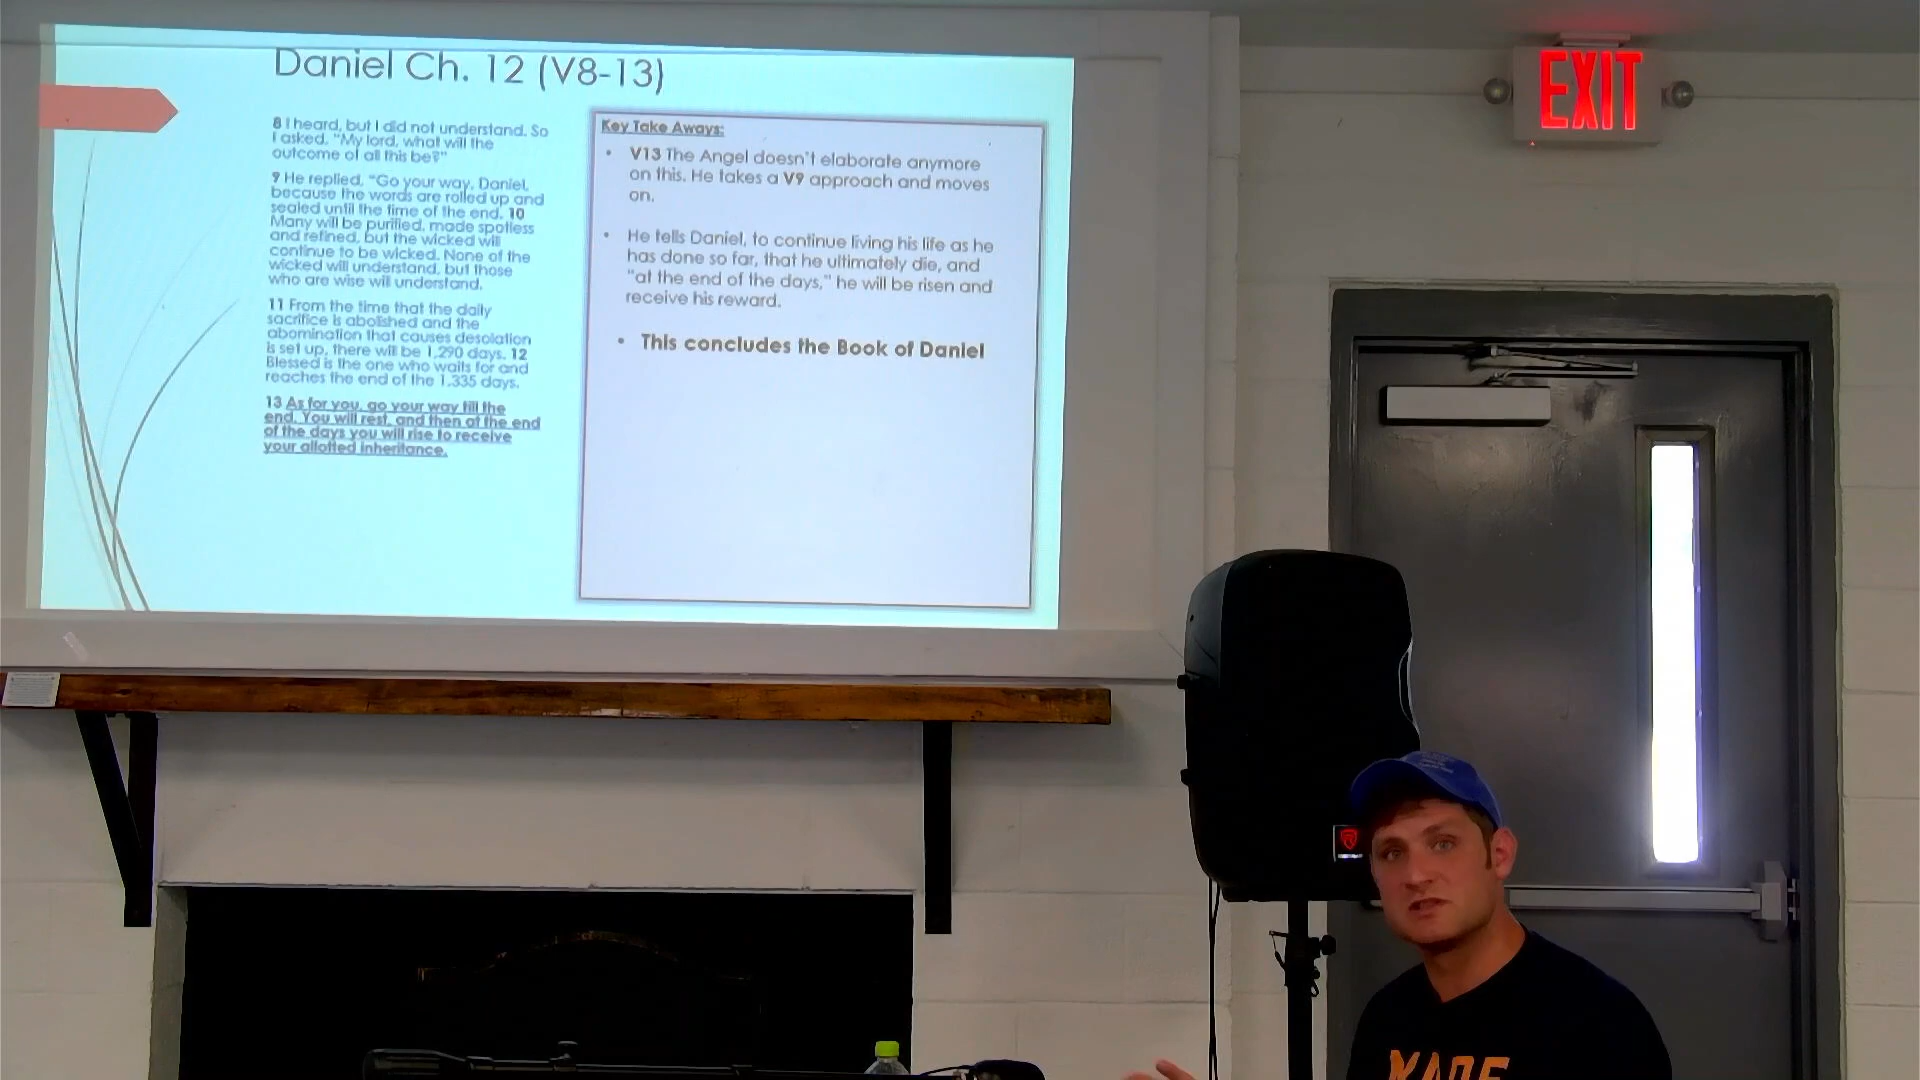 Daniel Ch. 12 (V8-13)
8 I heard, but I did not understand. So
I asked, "My lord, what will the
outcome of all this be?"
9 He replied, "Go your way, Daniel,
because the words are rolled up and
sealed until the time of the end. 10
Many will be purified, made spotless
and refined, but the wicked will
continue to be wicked. None of the
wicked will understand, but those
who are wise will understand.
11 From the time that the daily
sacrifice is abolished and the
abomination that causes desolation
is set up, there will be 1,290 days. 12
Blessed is the one who waits for and
reaches the end of the 1,335 days.
13 As for you, go your way till the
end. You will rest, and then at the end
of the days you will rise to receive
your allotted inheritance.
Key Take Aways:
• V13 The Angel doesn't elaborate anymore
on this. He takes a V9 approach and moves
on.
• He tells Daniel, to continue living his life as he
has done so far, that he ultimately die, and
"at the end of the days," he will be risen and
receive his reward.
• This concludes the Book of Daniel
EXIT
MADE